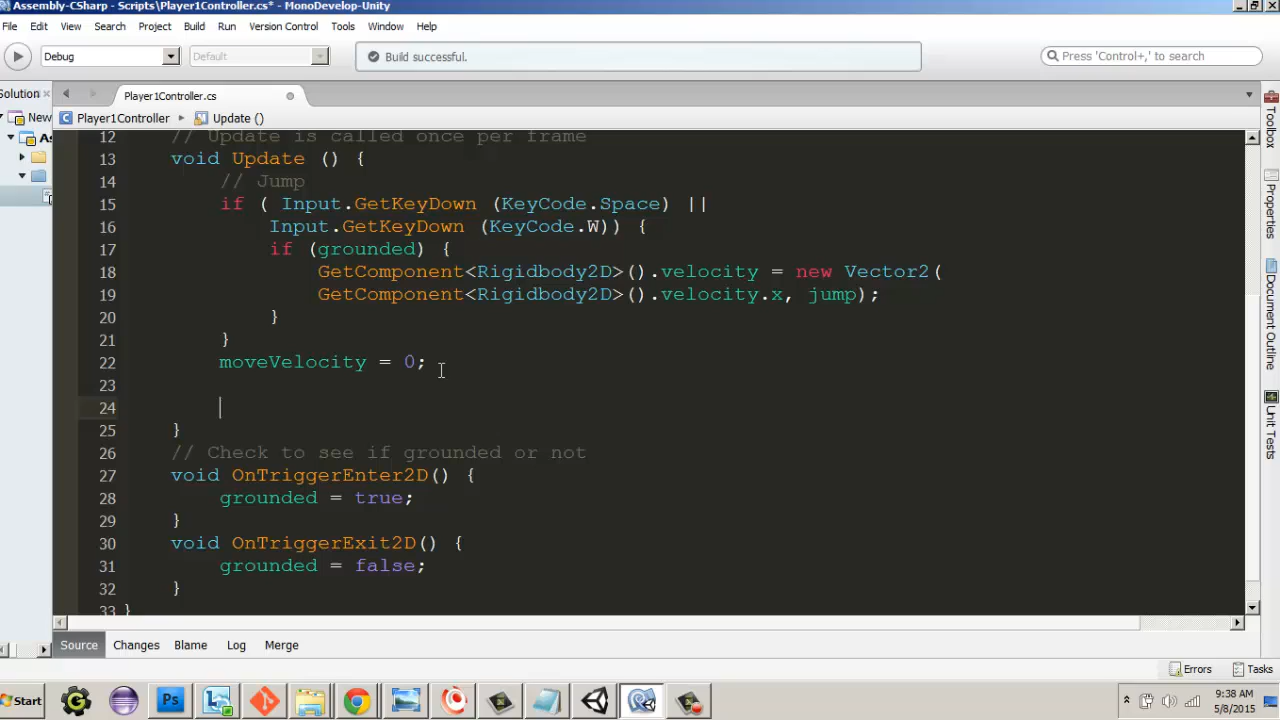 Assembly-CSharp - Scripts\Player1Controller.cs* - MonoDevelop-Unity
File Edit View Search Project Build Run Version Control Tools Window Help
Debug Default Build successful. Press 'Control+,' to search
Solution Player1Controller.cs
Player1Controller Update ()
New
As
12 // Update is called once per frame
13 void Update () {
14 // Jump
15 if ( Input.GetKeyDown (KeyCode.Space) ||
16 Input.GetKeyDown (KeyCode.W)) {
17 if (grounded) {
18 GetComponent<Rigidbody2D>().velocity = new Vector2(
19 GetComponent<Rigidbody2D>().velocity.x, jump);
20 }
21 }
22 moveVelocity = 0;
23
24
25 }
26 // Check to see if grounded or not
27 void OnTriggerEnter2D() {
28 grounded = true;
29 }
30 void OnTriggerExit2D() {
31 grounded = false;
32 }
33 }
Toolbox
Properties
Document Outline
Unit Tests
Source Changes Blame Log Merge
Errors Tasks
Start Ps 9:38 AM
5/8/2015